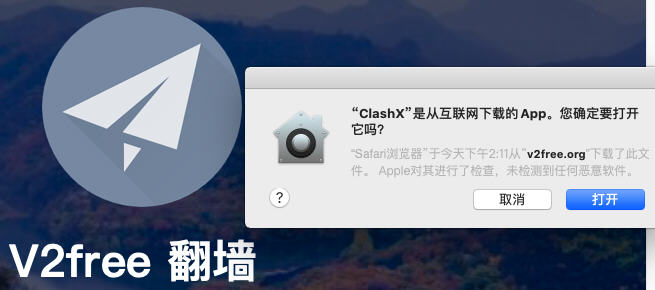 “ClashX”是从互联网下载的 App。您确定要打开
它吗？
“Safari浏览器”于今天下午2:11从“v2free.org”下载了此文
件。 Apple对其进行了检查，未检测到任何恶意软件。
?
取消
打开
V2free 翻墙